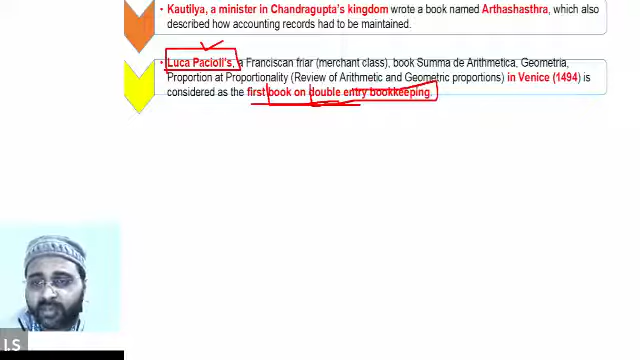 • Kautilya, a minister in Chandragupta's kingdom wrote a book named Arthashasthra, which also
described how accounting records had to be maintained.
• Luca Pacioli's, a Franciscan friar (merchant class), book Summa de Arithmetica, Geometria,
Proportion at Proportionality (Review of Arithmetic and Geometric proportions) in Venice (1494) is
considered as the first book on double entry bookkeeping.
I.S